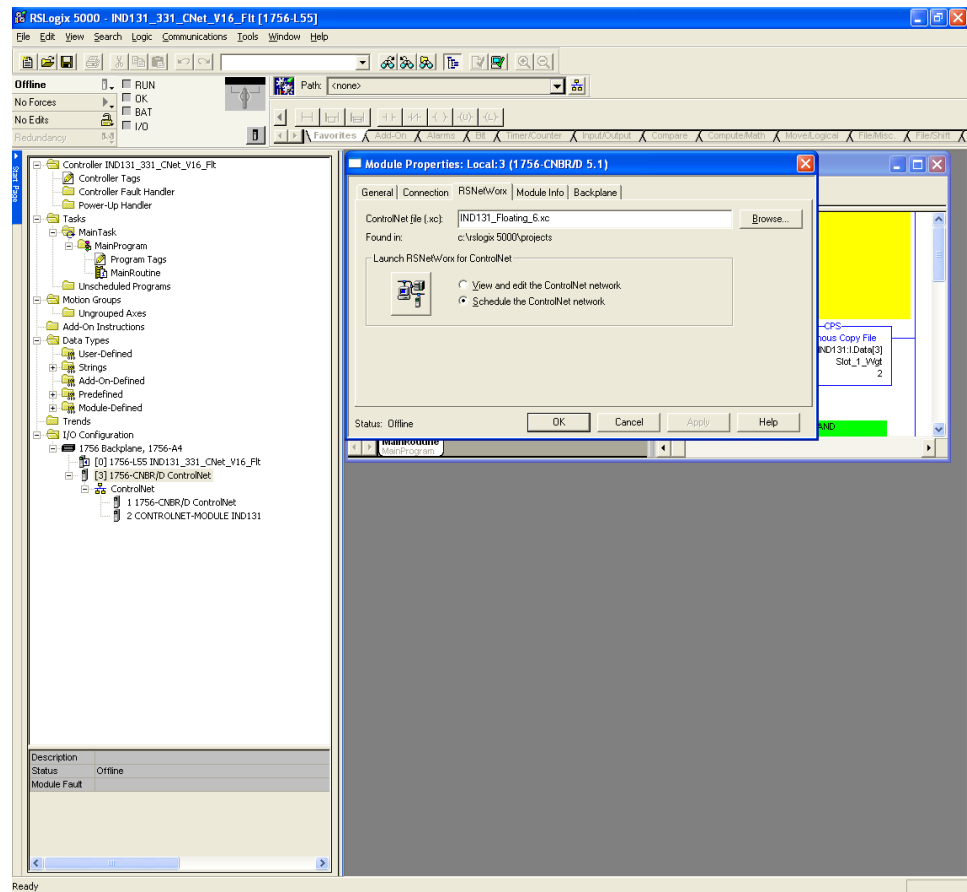 RSLogix 5000 - IND131_331_CNet_V16_Flt [1756-L55]
File Edit View Search Logic Communications Tools Window Help
Offline
RUN
Path: <none>
No Forces
OK
No Edits
BAT
I/O
Redundancy
Favorites Add-On Alarms Bit Timer/Counter Input/Output Compare Compute/Math Move/Logical File/Misc. File/Shift
Start Page
Controller IND131_331_CNet_V16_Flt
Controller Tags
Controller Fault Handler
Power-Up Handler
Tasks
MainTask
MainProgram
Program Tags
MainRoutine
Unscheduled Programs
Motion Groups
Ungrouped Axes
Add-On Instructions
Data Types
User-Defined
Strings
Add-On-Defined
Predefined
Module-Defined
Trends
I/O Configuration
1756 Backplane, 1756-A4
[0] 1756-L55 IND131_331_CNet_V16_Flt
[3] 1756-CNBR/D ControlNet
ControlNet
1 1756-CNBR/D ControlNet
2 CONTROLNET-MODULE IND131
Description
Status Offline
Module Fault
Module Properties: Local:3 (1756-CNBR/D 5.1)
General Connection RSNetWorx Module Info Backplane
ControlNet file (.xc): IND131_Floating_6.xc Browse...
Found in: c:\rslogix 5000\projects
Launch RSNetWorx for ControlNet
View and edit the ControlNet network
Schedule the ControlNet network
Status: Offline OK Cancel Apply Help
CPS
nous Copy File
ND131:I.Data[3]
Slot_1_Wgt
2
AND
MainRoutine
MainProgram
Ready